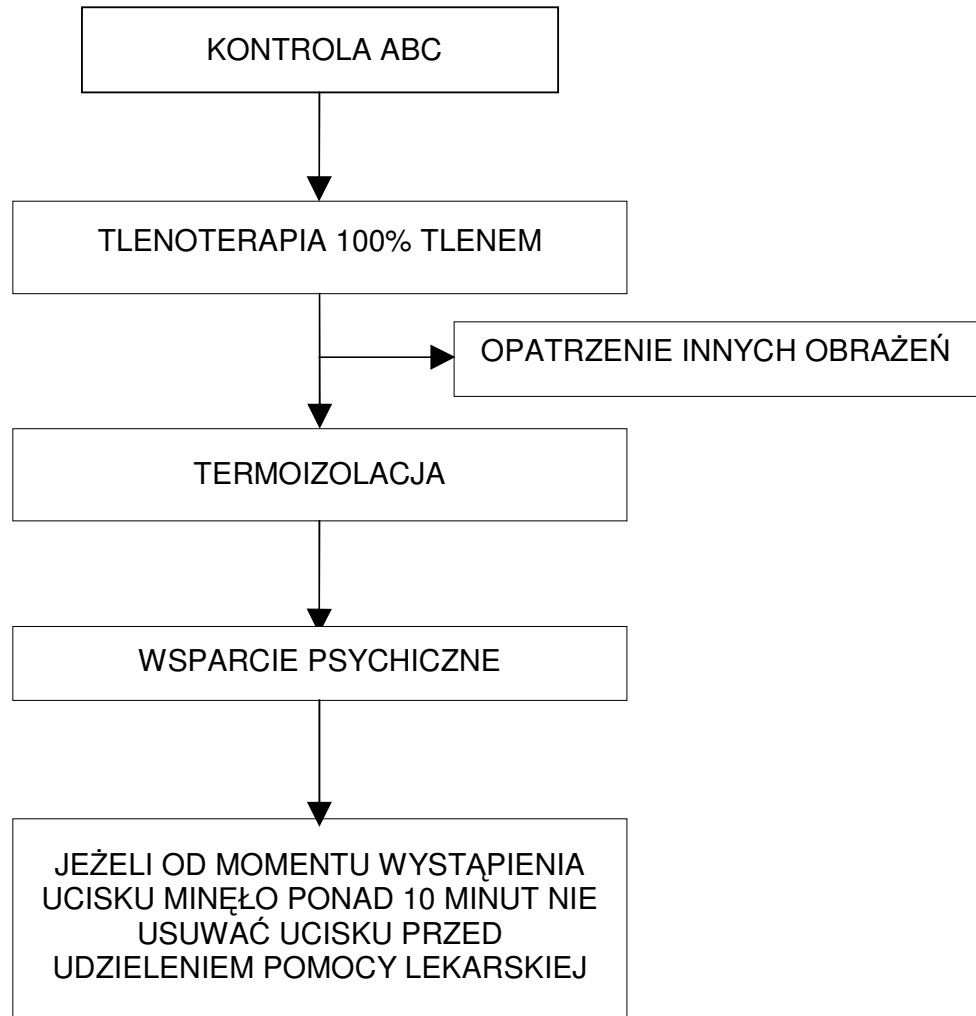 KONTROLA ABC
TLENOTERAPIA 100% TLENEM
OPATRZENIE INNYCH OBRAŻEŃ
TERMOIZOLACJA
WSPARCIE PSYCHICZNE
JEŻELI OD MOMENTU WYSTĄPIENIA
UCISKU MINĘŁO PONAD 10 MINUT NIE
USUWAĆ UCISKU PRZED
UDZIELENIEM POMOCY LEKARSKIEJ